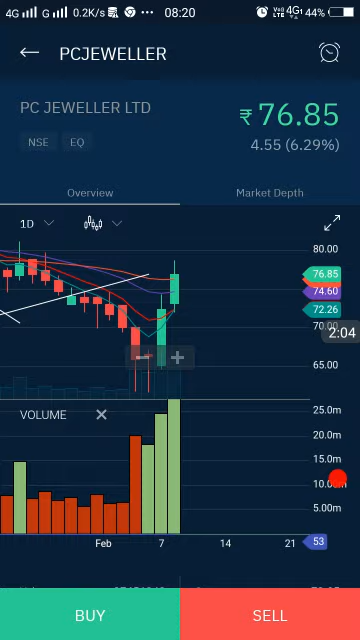 4G G 0.2K/s ••• VoD LTE 4G 44% 08:20
← PCJEWELLER
PC JEWELLER LTD
₹ 76.85
NSE EQ
4.55 (6.29%)
Overview Market Depth
1D
80.00
76.85
74.60
72.26
70.00
2:04
65.00
VOLUME ×
25.0m
20.0m
15.0m
5.00m
Feb 7 14 21
53
BUY SELL